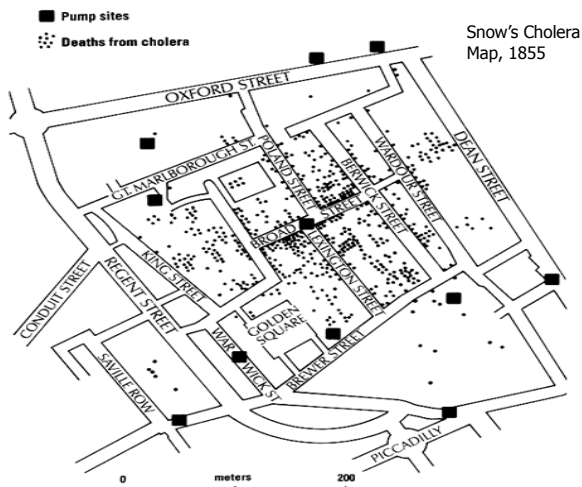 Pump sites
Deaths from cholera
Snow's Cholera
Map, 1855
OXFORD STREET
GT. MARLBOROUGH ST.
POLAND STREET
BERWICK STREET
WARDOUR STREET
DEAN STREET
BROAD STREET
LEXINGTON STREET
KING STREET
REGENT STREET
CONDUIT STREET
GOLDEN
SQUARE
WARWICK ST
BREWER STREET
SAVILLE ROW
PICCADILLY
0 meters 200